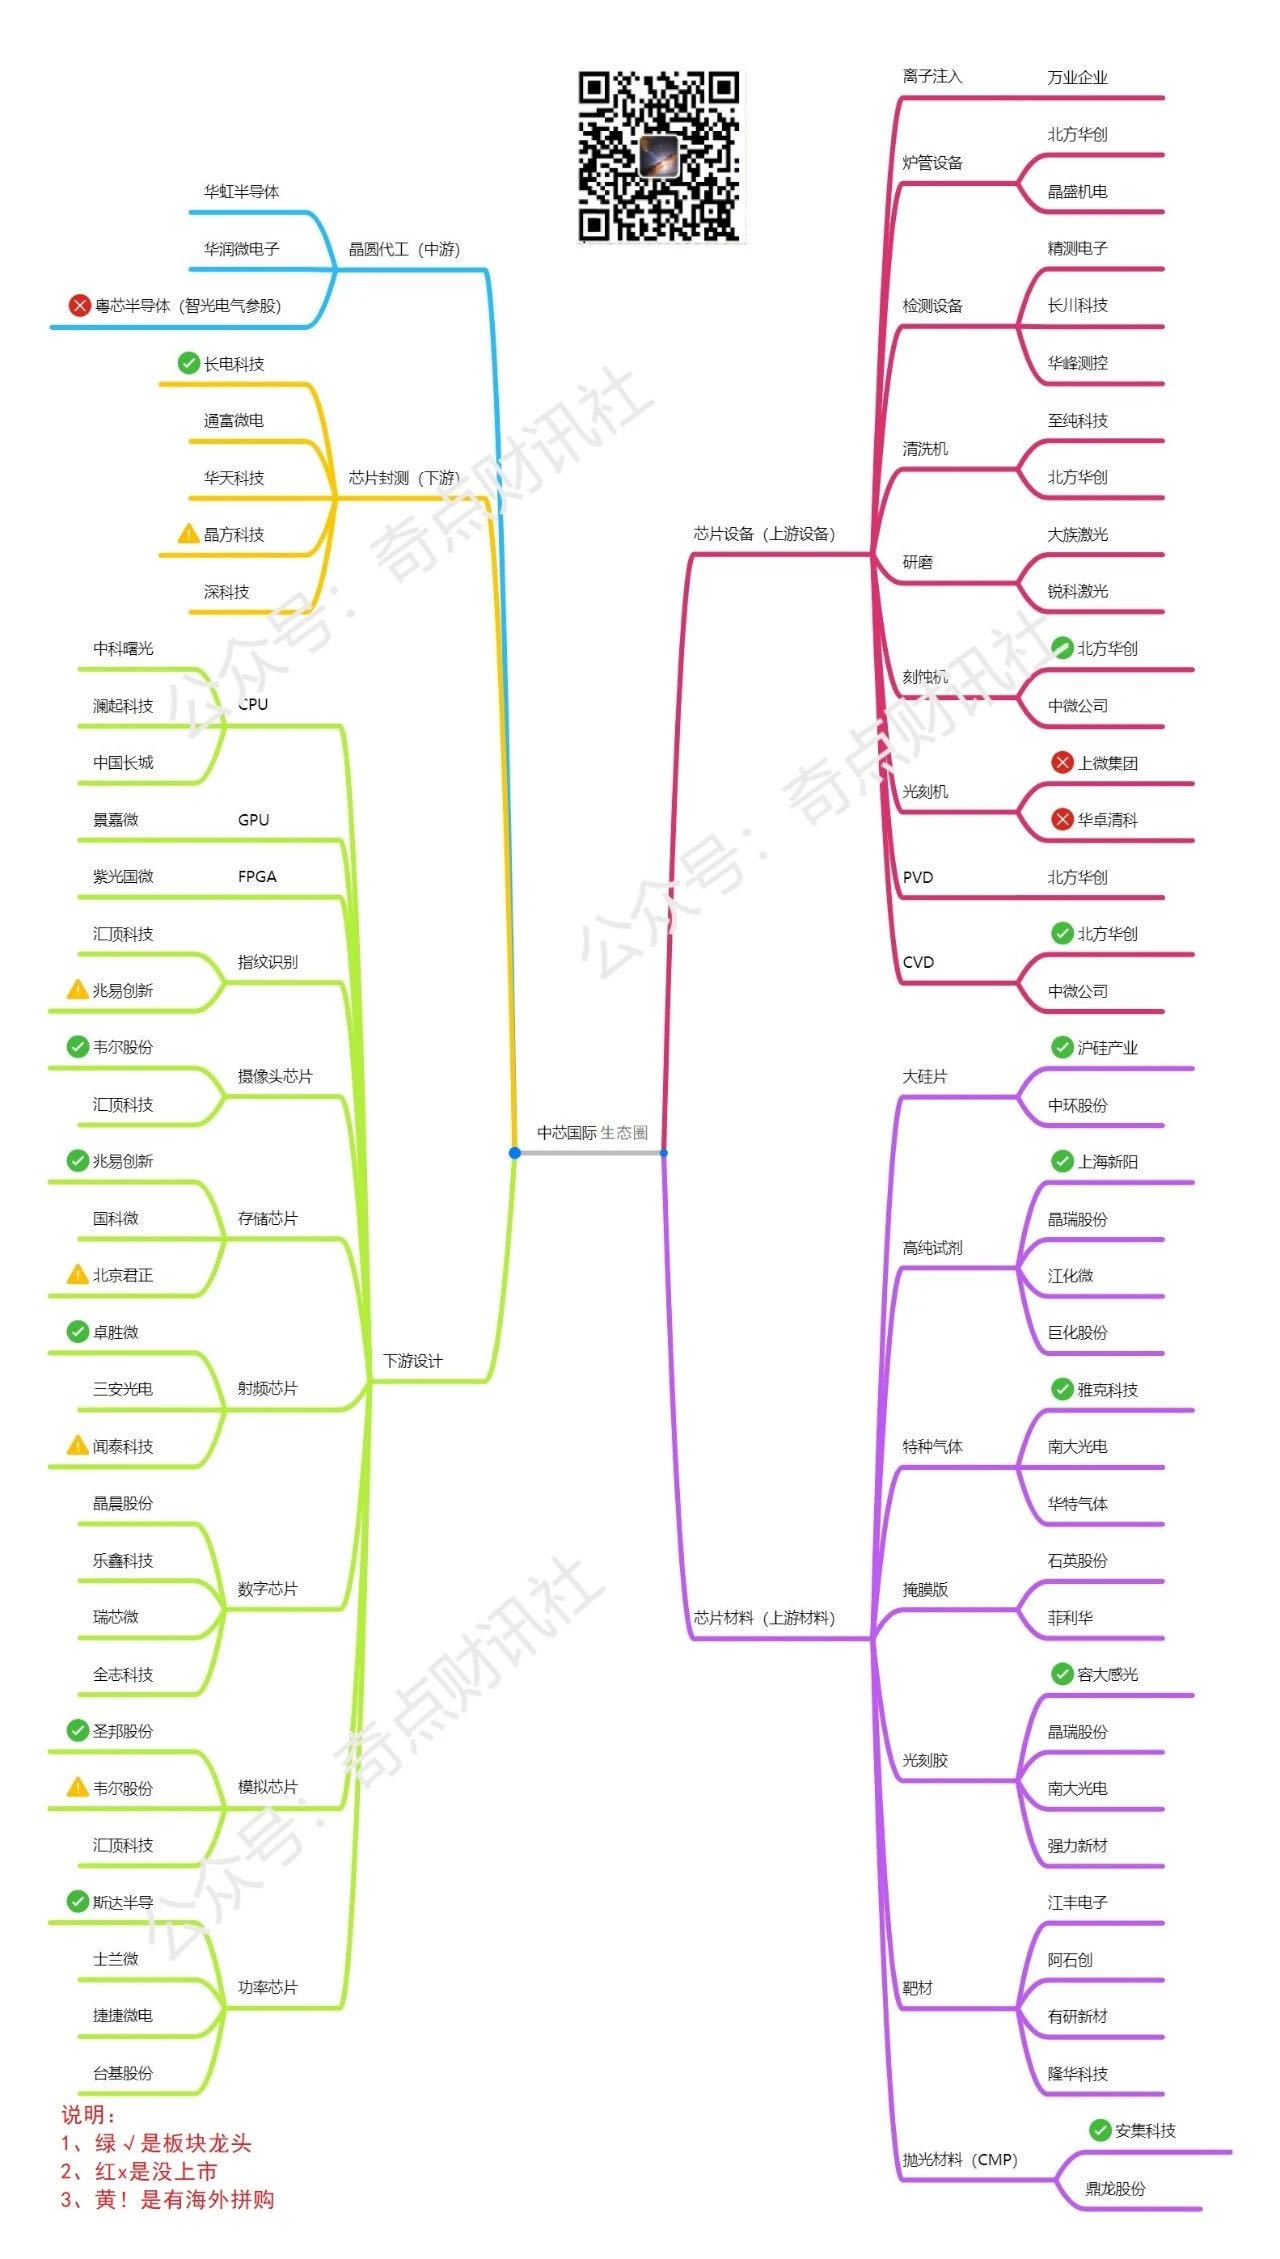 华虹半导体
华润微电子
粤芯半导体（智光电气参股）
晶圆代工（中游）
长电科技
通富微电
华天科技
晶方科技
深科技
芯片封测（下游）
中科曙光
澜起科技
中国长城
CPU
景嘉微
GPU
紫光国微
FPGA
汇顶科技
兆易创新
指纹识别
韦尔股份
汇顶科技
摄像头芯片
兆易创新
国科微
北京君正
存储芯片
卓胜微
三安光电
闻泰科技
射频芯片
晶晨股份
乐鑫科技
瑞芯微
全志科技
数字芯片
圣邦股份
韦尔股份
汇顶科技
模拟芯片
斯达半导
士兰微
捷捷微电
台基股份
功率芯片
下游设计
中芯国际 生态圈
芯片设备（上游设备）
离子注入
万业企业
炉管设备
北方华创
晶盛机电
检测设备
精测电子
长川科技
华峰测控
清洗机
至纯科技
北方华创
研磨
大族激光
锐科激光
刻蚀机
北方华创
中微公司
光刻机
上微集团
华卓清科
PVD
北方华创
CVD
北方华创
中微公司
芯片材料（上游材料）
大硅片
沪硅产业
中环股份
高纯试剂
上海新阳
晶瑞股份
江化微
巨化股份
特种气体
雅克科技
南大光电
华特气体
掩膜版
石英股份
菲利华
光刻胶
容大感光
晶瑞股份
南大光电
强力新材
靶材
江丰电子
阿石创
有研新材
隆华科技
抛光材料（CMP）
安集科技
鼎龙股份
说明：
1、绿√是板块龙头
2、红x是没上市
3、黄！是有海外拼购
公众号：奇点财讯社
公众号：奇点财讯社
公众号：奇点财讯社